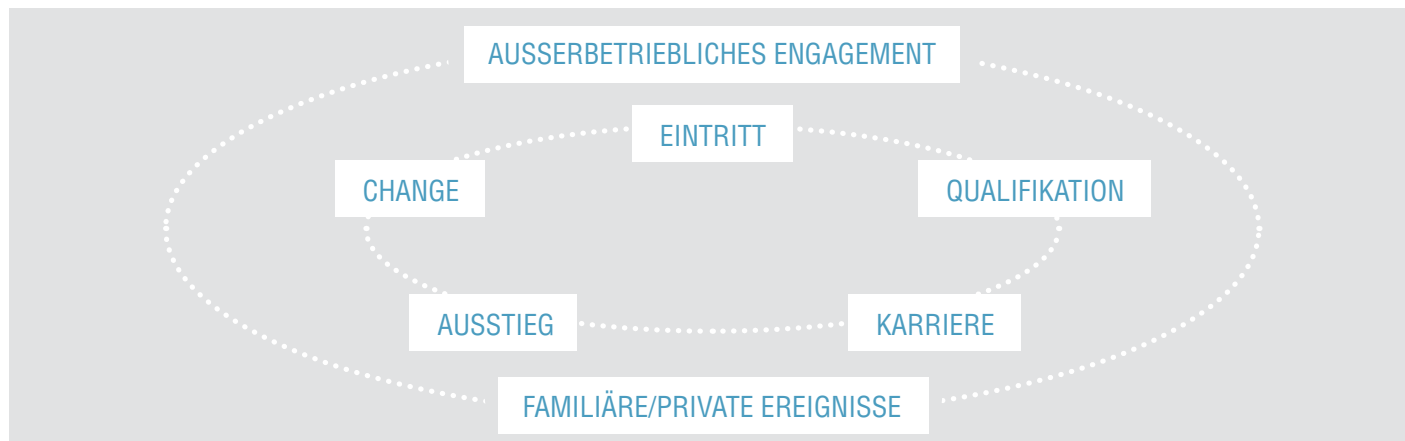 AUSSERBETRIEBLICHES ENGAGEMENT
EINTRITT
CHANGE
QUALIFIKATION
AUSSTIEG
KARRIERE
FAMILIÄRE/PRIVATE EREIGNISSE